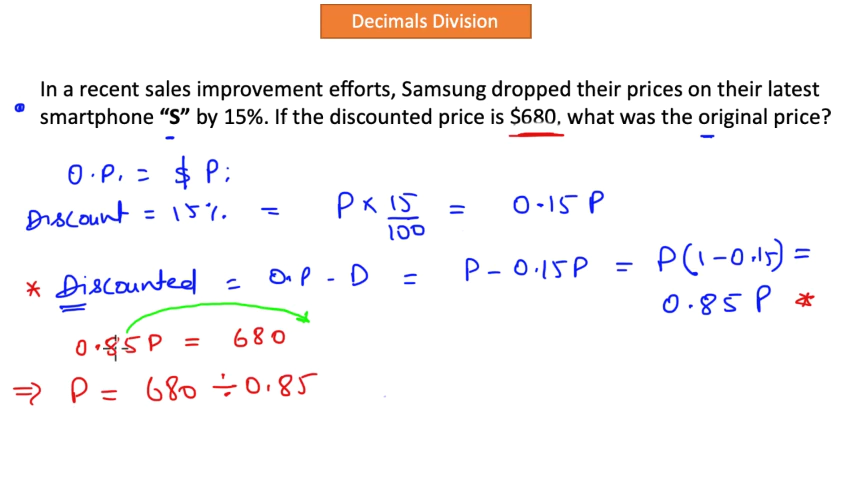 Decimals Division
In a recent sales improvement efforts, Samsung dropped their prices on their latest
smartphone “S” by 15%. If the discounted price is $680, what was the original price?
O.P. = $ P;
Discount = 15% = P × 15/100 = 0.15 P
* Discounted = O.P - D = P - 0.15P = P(1-0.15) =
0.85 P *
0.85 P = 680
⇒ P = 680 ÷ 0.85